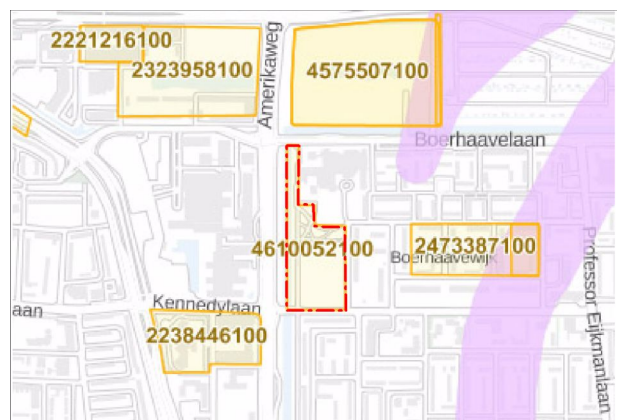 2221216100
2323958100
4575507100
Amerikaweg
Boerhaavelaan
4610052100
2473387100
Boerhaavewijk
Professor Eijkmanlaan
Kennedylaan
aan
2238446100